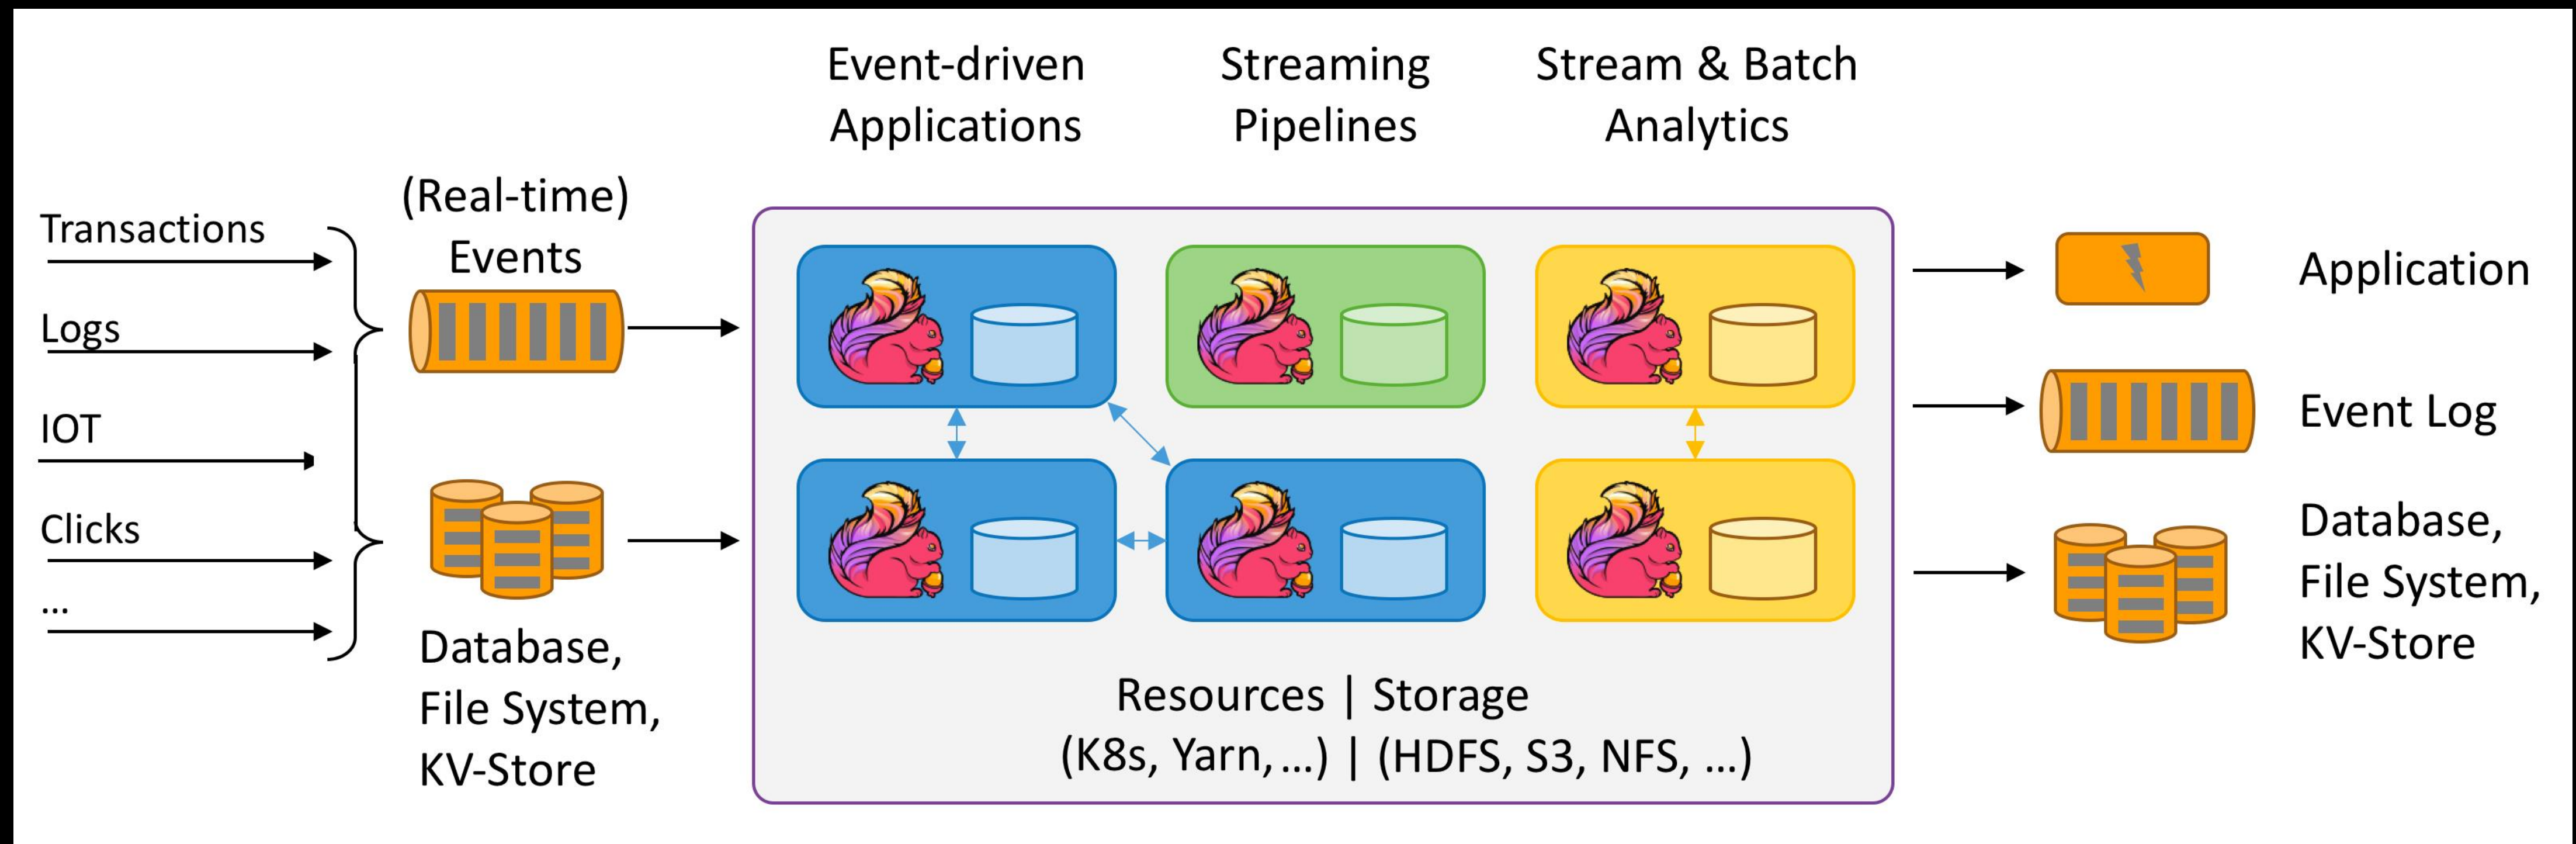 Event-driven
Applications
Streaming
Pipelines
Stream & Batch
Analytics
Transactions
Logs
IOT
Clicks
...
(Real-time)
Events
Database,
File System,
KV-Store
Resources | Storage
(K8s, Yarn, ...) | (HDFS, S3, NFS, ...)
Application
Event Log
Database,
File System,
KV-Store